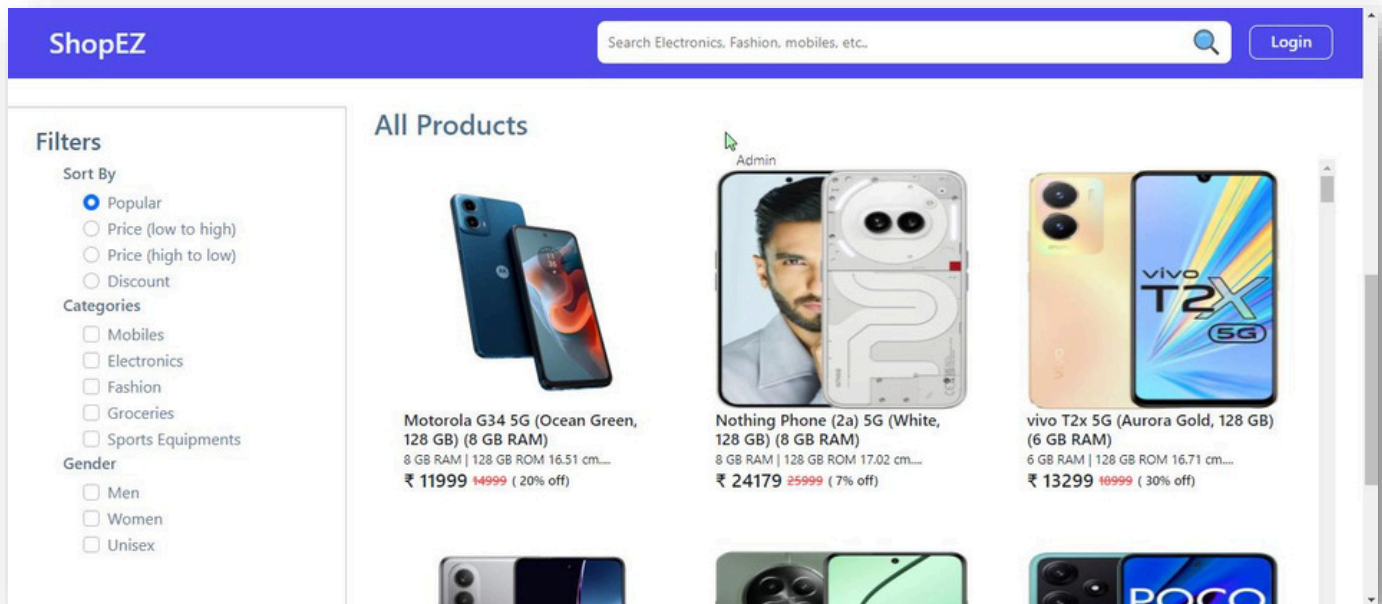 ShopEZ
Search Electronics, Fashion, mobiles, etc..
Login
Filters
Sort By
Popular
Price (low to high)
Price (high to low)
Discount
Categories
Mobiles
Electronics
Fashion
Groceries
Sports Equipments
Gender
Men
Women
Unisex
All Products
Admin
vivo
T2X
5G
Motorola G34 5G (Ocean Green,
128 GB) (8 GB RAM)
8 GB RAM | 128 GB ROM 16.51 cm....
₹ 11999 14999 ( 20% off)
Nothing Phone (2a) 5G (White,
128 GB) (8 GB RAM)
8 GB RAM | 128 GB ROM 17.02 cm....
₹ 24179 25999 ( 7% off)
vivo T2x 5G (Aurora Gold, 128 GB)
(6 GB RAM)
6 GB RAM | 128 GB ROM 16.71 cm....
₹ 13299 18999 ( 30% off)
POCO